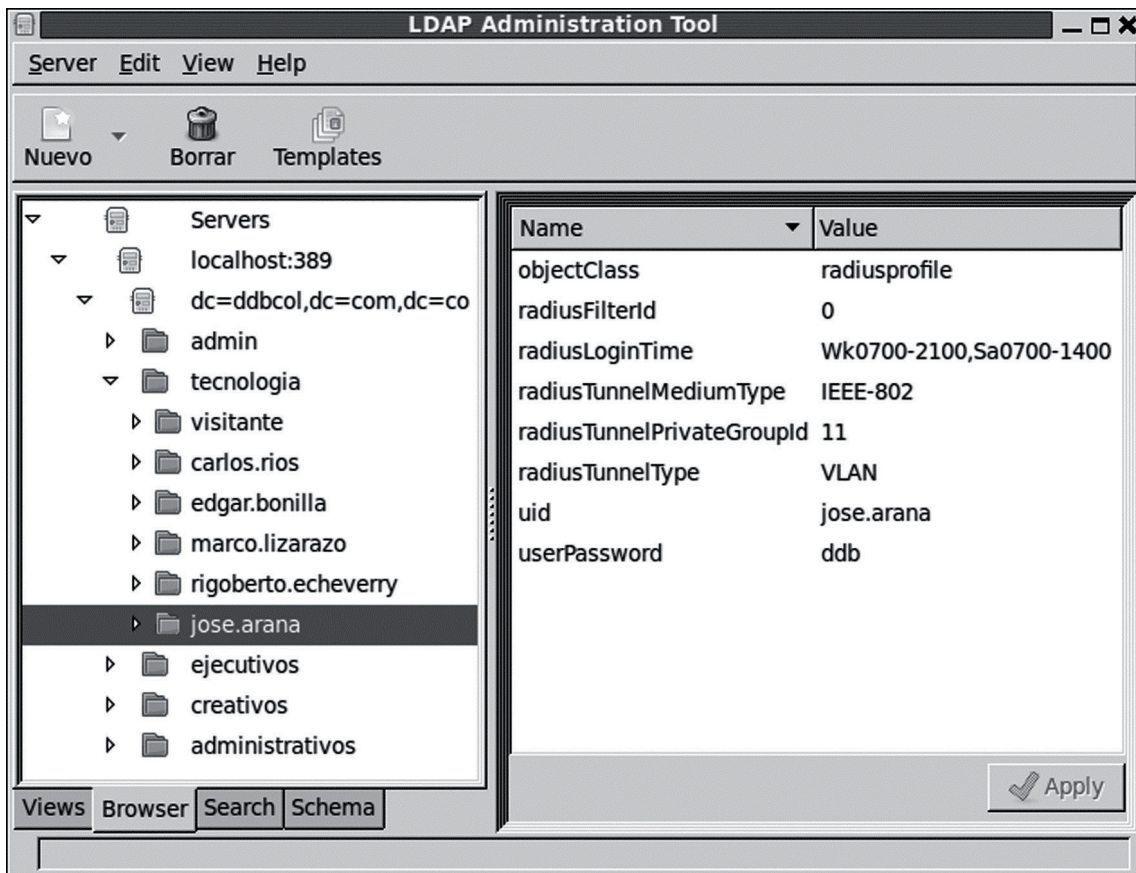 LDAP Administration Tool
Server Edit View Help
Nuevo Borrar Templates
Servers
localhost:389
dc=ddbcol,dc=com,dc=co
admin
tecnologia
visitante
carlos.rios
edgar.bonilla
marco.lizarazo
rigoberto.echeverry
jose.arana
ejecutivos
creativos
administrativos
Views Browser Search Schema
Name Value
objectClass radiusprofile
radiusFilterId 0
radiusLoginTime Wk0700-2100,Sa0700-1400
radiusTunnelMediumType IEEE-802
radiusTunnelPrivateGroupId 11
radiusTunnelType VLAN
uid jose.arana
userPassword ddb
Apply